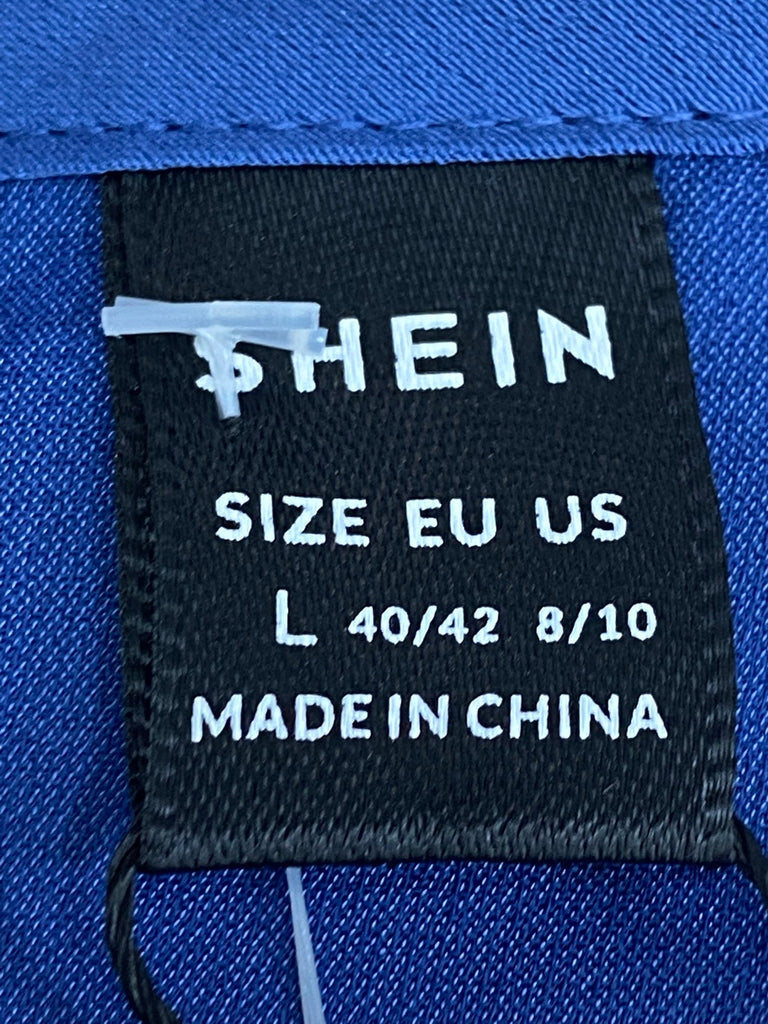 SHEIN
SIZE EU US
L 40/42 8/10
MADE IN CHINA